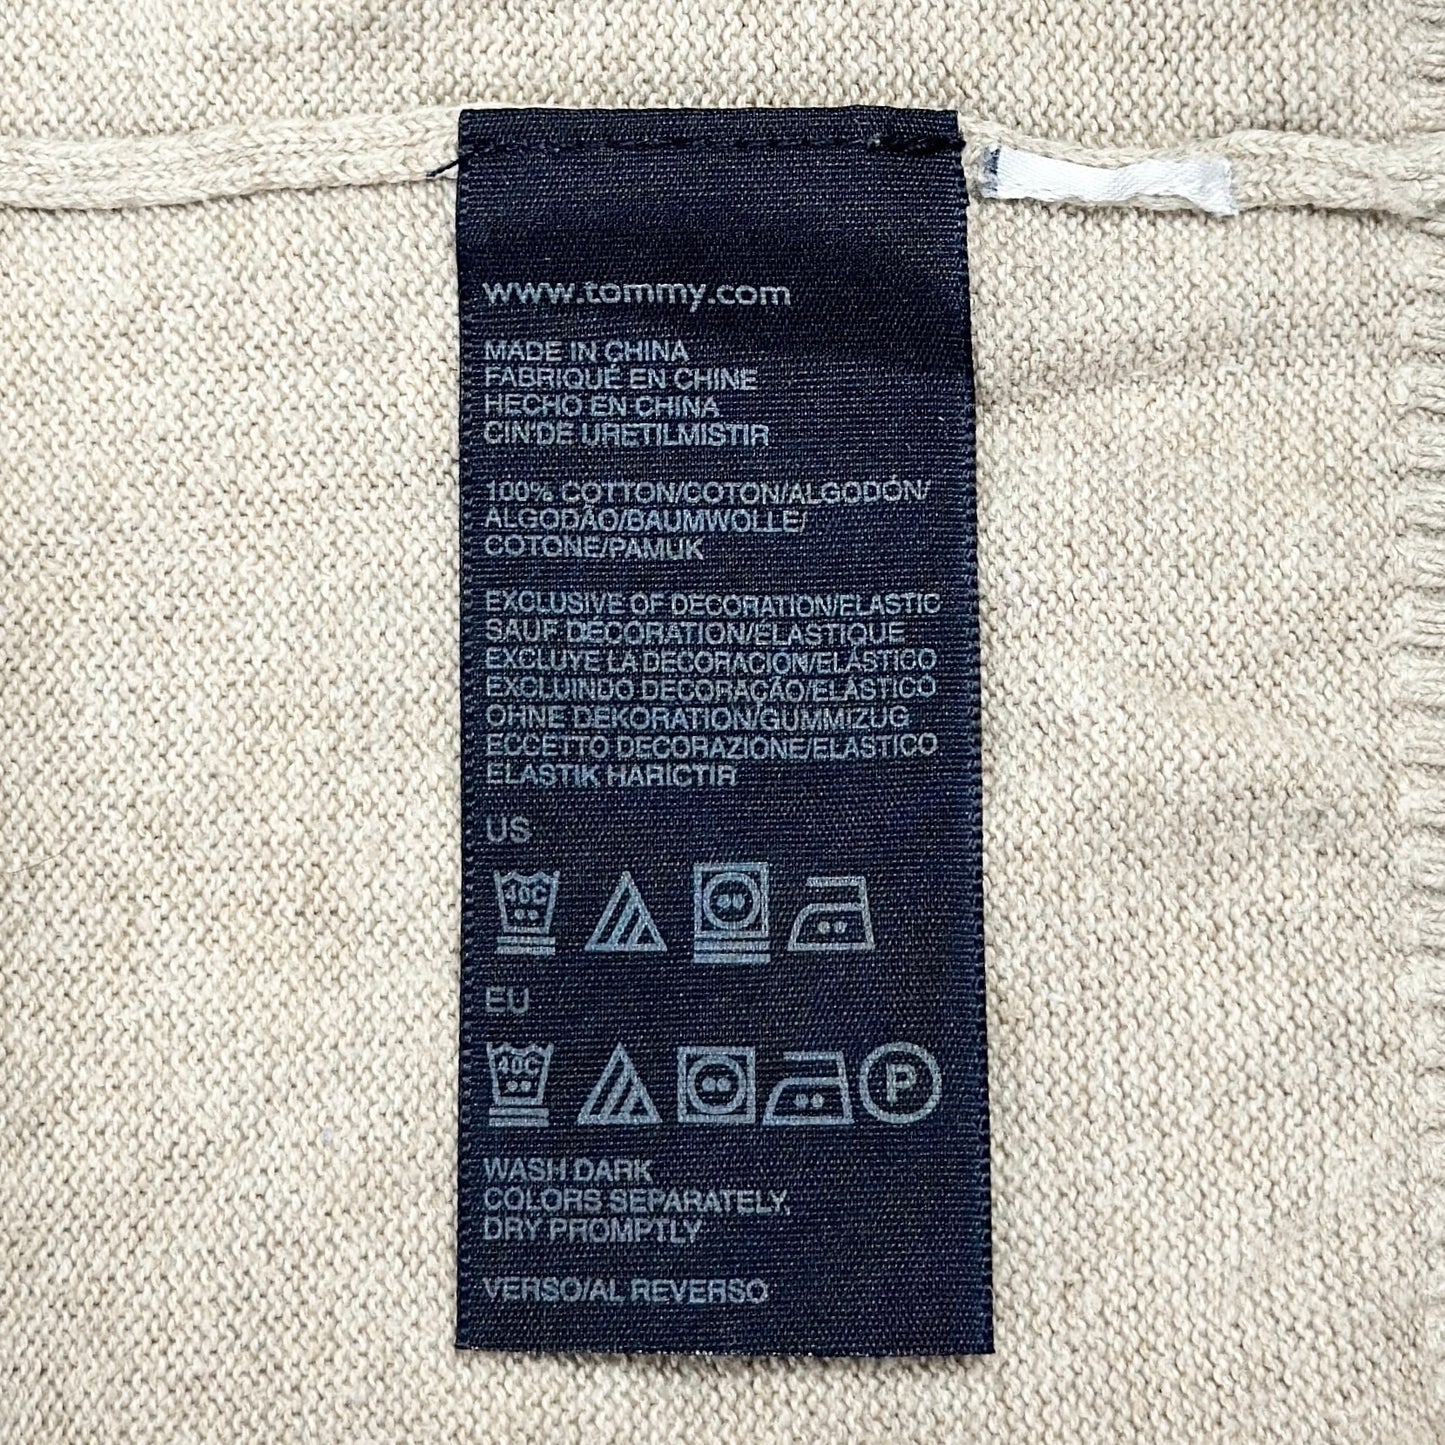 www.tommy.com
MADE IN CHINA
FABRIQUÉ EN CHINE
HECHO EN CHINA
CIN'DE URETILMISTIR
100% COTTON/COTON/ALGODÓN/
ALGODÃO/BAUMWOLLE/
COTONE/PAMUK
EXCLUSIVE OF DECORATION/ELASTIC
SAUF DECORATION/ÉLASTIQUE
EXCLUYE LA DECORACION/ELÁSTICO
EXCLUINDO DECORAÇÃO/ELÁSTICO
OHNE DEKORATION/GUMMIZUG
ECCETTO DECORAZIONE/ELASTICO
ELASTIK HARICTIR
US
40C
EU
40C P
WASH DARK
COLORS SEPARATELY,
DRY PROMPTLY
VERSO/AL REVERSO